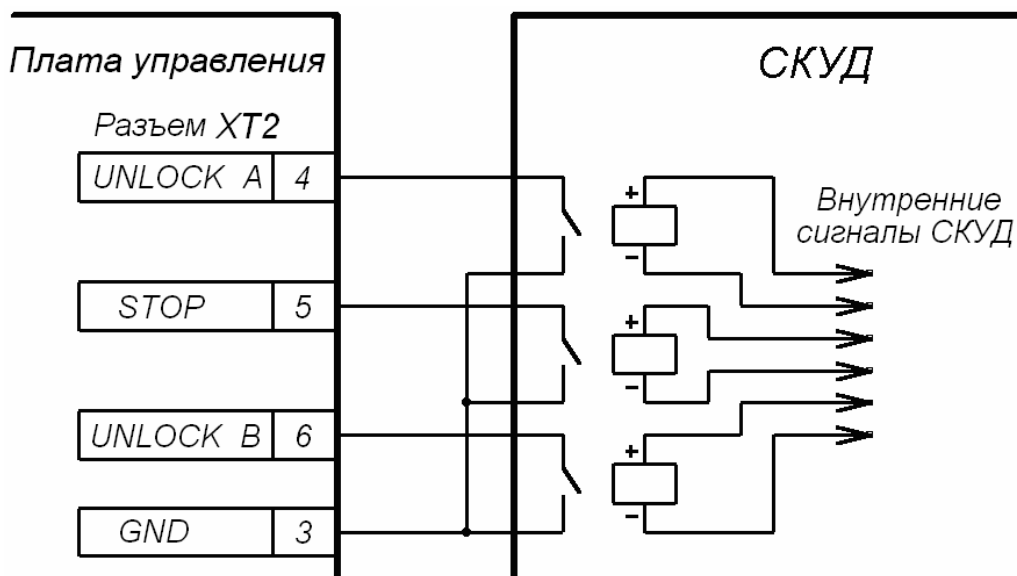 Плата управления
СКУД
Разъем XT2
UNLOCK A 4
STOP 5
UNLOCK B 6
GND 3
+
−
+
−
+
−
Внутренние
сигналы СКУД